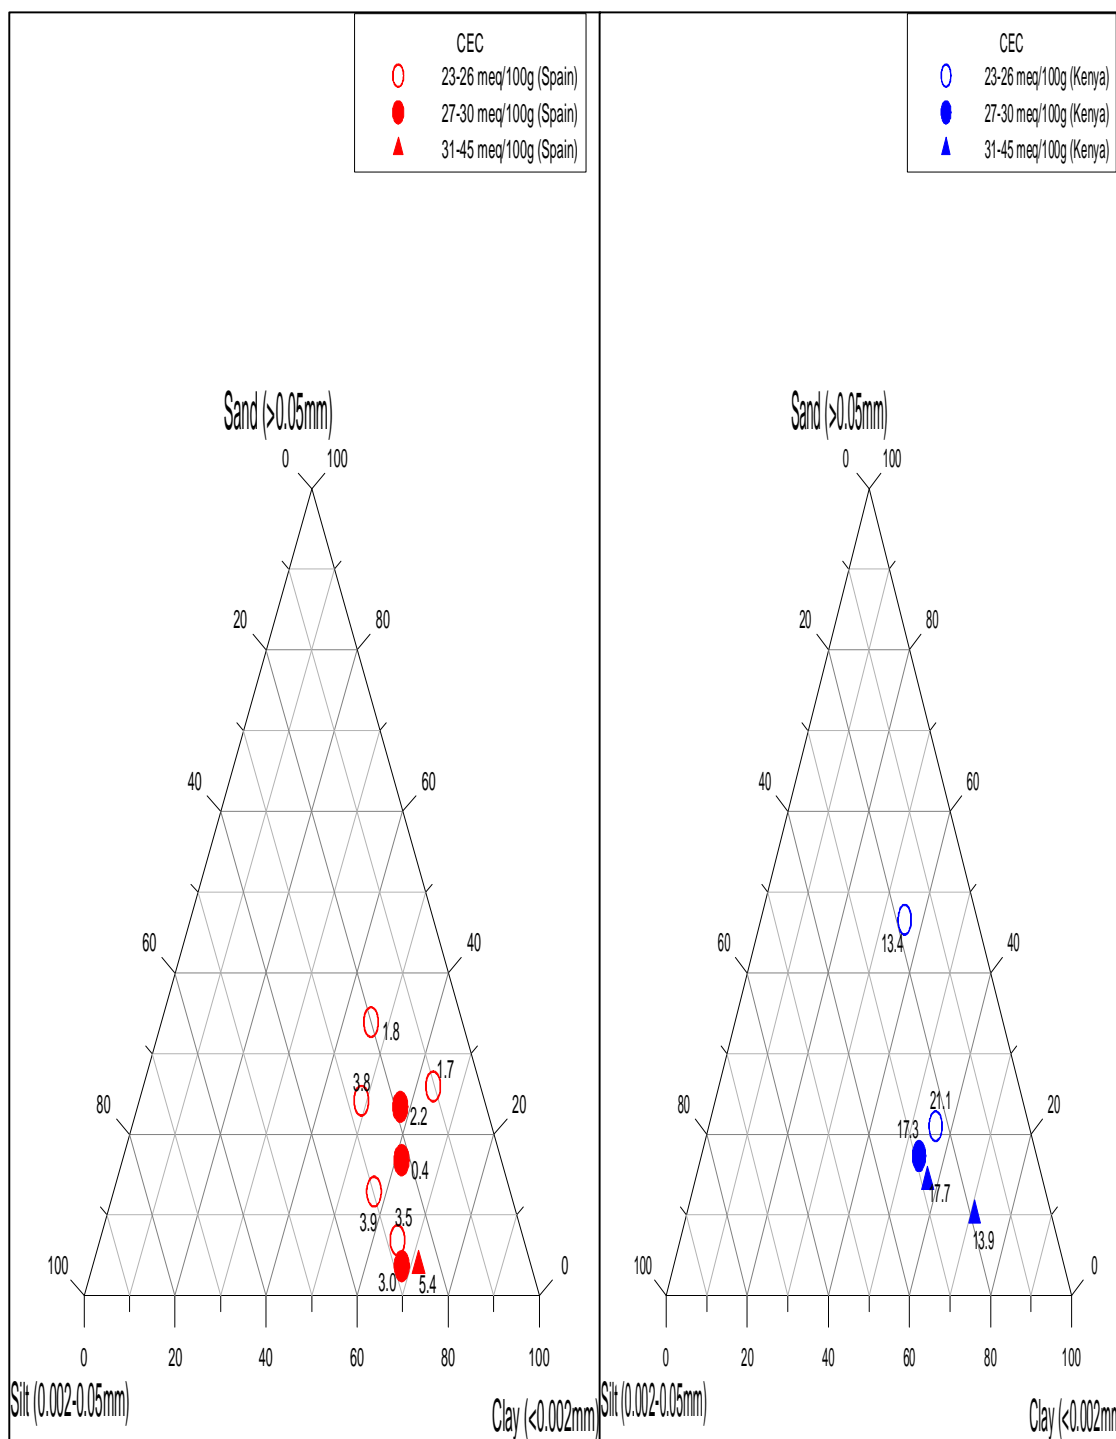 CEC
23-26 meq/100g (Spain)
27-30 meq/100g (Spain)
31-45 meq/100g (Spain)
CEC
23-26 meq/100g (Kenya)
27-30 meq/100g (Kenya)
31-45 meq/100g (Kenya)
Sand (>0.05mm)
0 100
20 80
40 60
60 40
1.8
1.7
3.8
2.2
80 20
0.4
3.9 3.5
3.0 5.4
100 0
0 20 40 60 80 100
Silt (0.002-0.05mm)
Clay (<0.002mm)
Sand (>0.05mm)
0 100
20 80
40 60
13.4
60 40
21.1
17.3
80 20
17.7
13.9
100 0
0 20 40 60 80 100
Silt (0.002-0.05mm)
Clay (<0.002mm